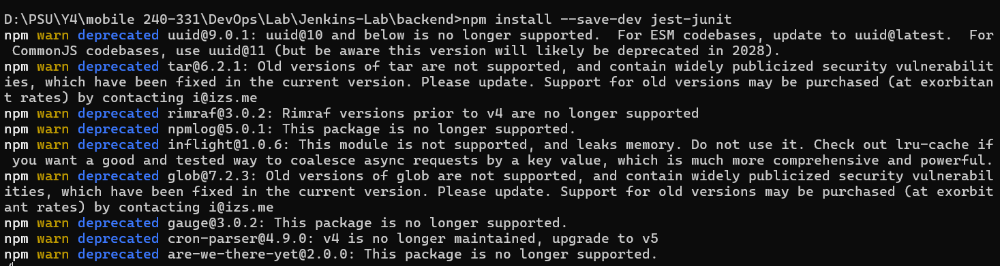 D:\PSU\Y4\mobile 240-331\DevOps\Lab\Jenkins-Lab\backend>npm install --save-dev jest-junit
npm warn deprecated uuid@9.0.1: uuid@10 and below is no longer supported.  For ESM codebases, update to uuid@latest.  For
 CommonJS codebases, use uuid@11 (but be aware this version will likely be deprecated in 2028).
npm warn deprecated tar@6.2.1: Old versions of tar are not supported, and contain widely publicized security vulnerabilit
ies, which have been fixed in the current version. Please update. Support for old versions may be purchased (at exorbitan
t rates) by contacting i@izs.me
npm warn deprecated rimraf@3.0.2: Rimraf versions prior to v4 are no longer supported
npm warn deprecated npmlog@5.0.1: This package is no longer supported.
npm warn deprecated inflight@1.0.6: This module is not supported, and leaks memory. Do not use it. Check out lru-cache if
 you want a good and tested way to coalesce async requests by a key value, which is much more comprehensive and powerful.
npm warn deprecated glob@7.2.3: Old versions of glob are not supported, and contain widely publicized security vulnerabil
ities, which have been fixed in the current version. Please update. Support for old versions may be purchased (at exorbit
ant rates) by contacting i@izs.me
npm warn deprecated gauge@3.0.2: This package is no longer supported.
npm warn deprecated cron-parser@4.9.0: v4 is no longer maintained, upgrade to v5
npm warn deprecated are-we-there-yet@2.0.0: This package is no longer supported.